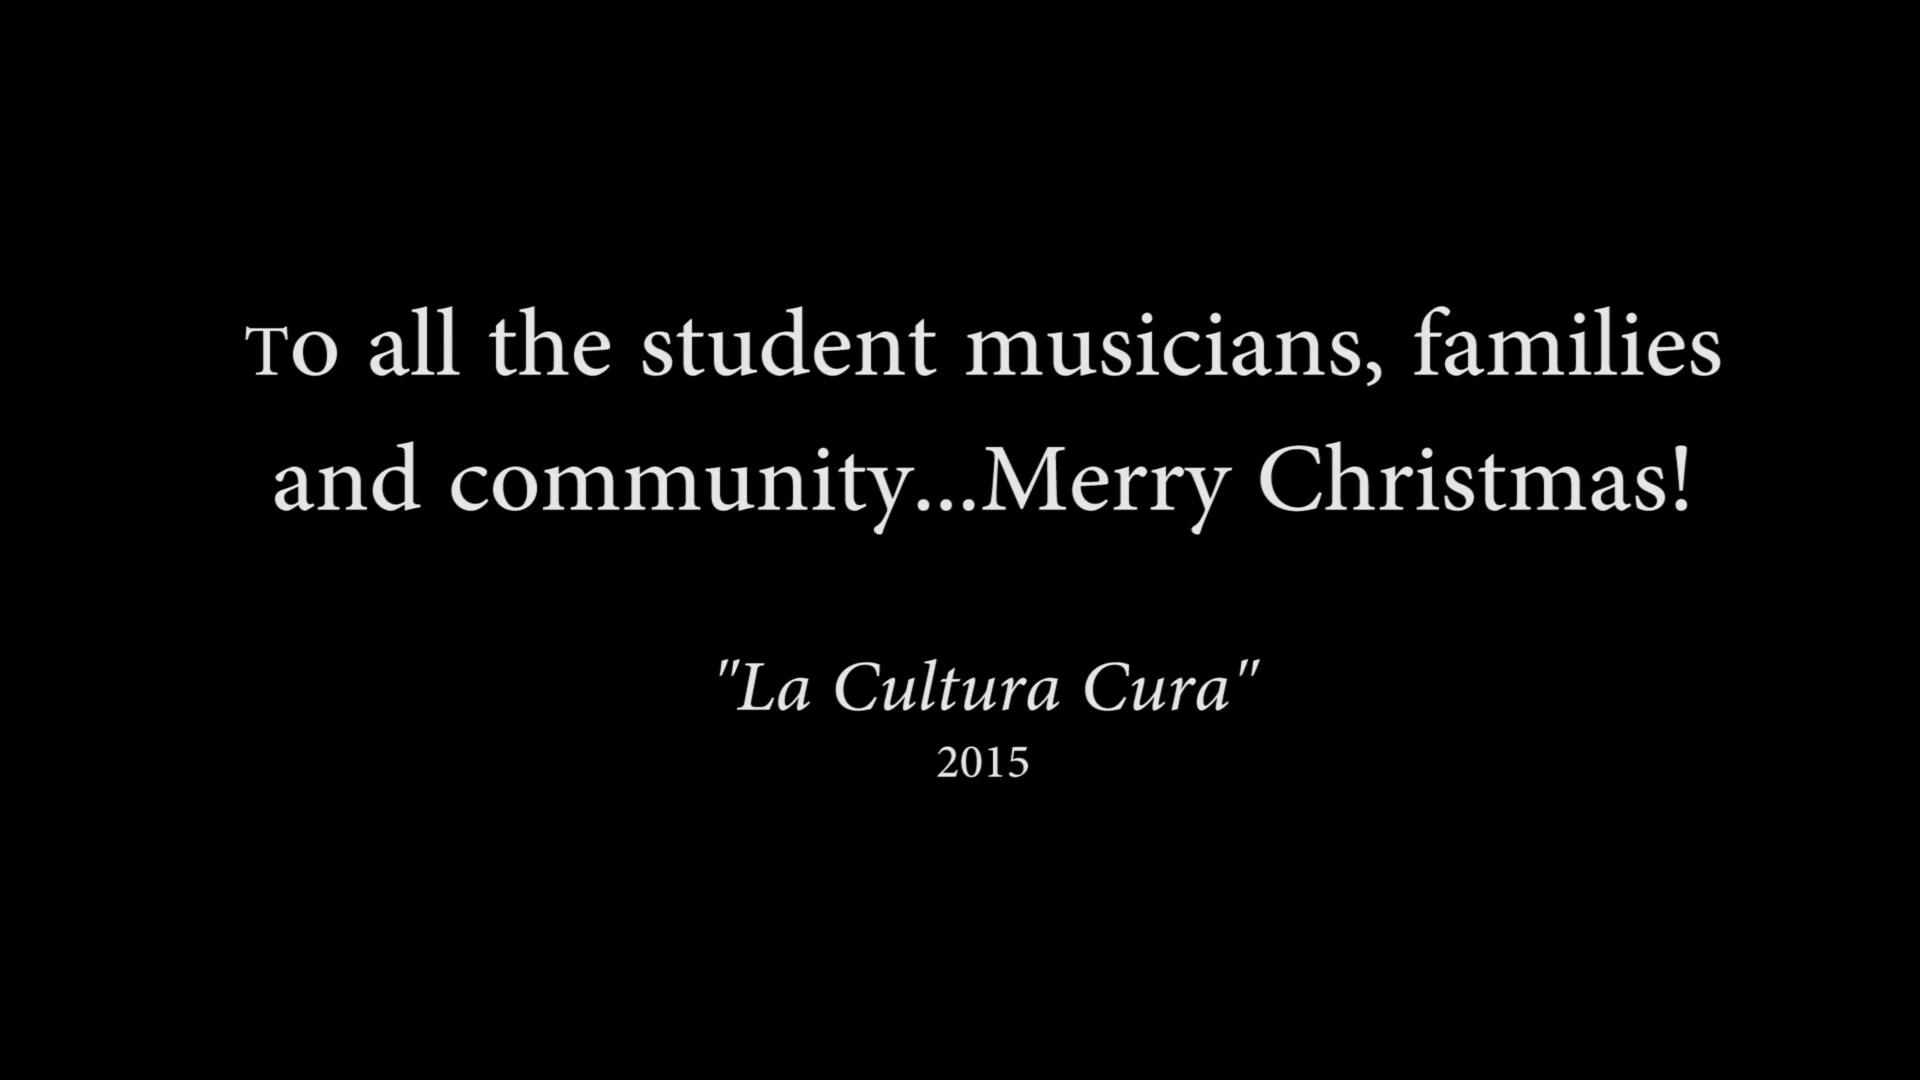 To all the student musicians, families
and community...Merry Christmas!
"La Cultura Cura"
2015